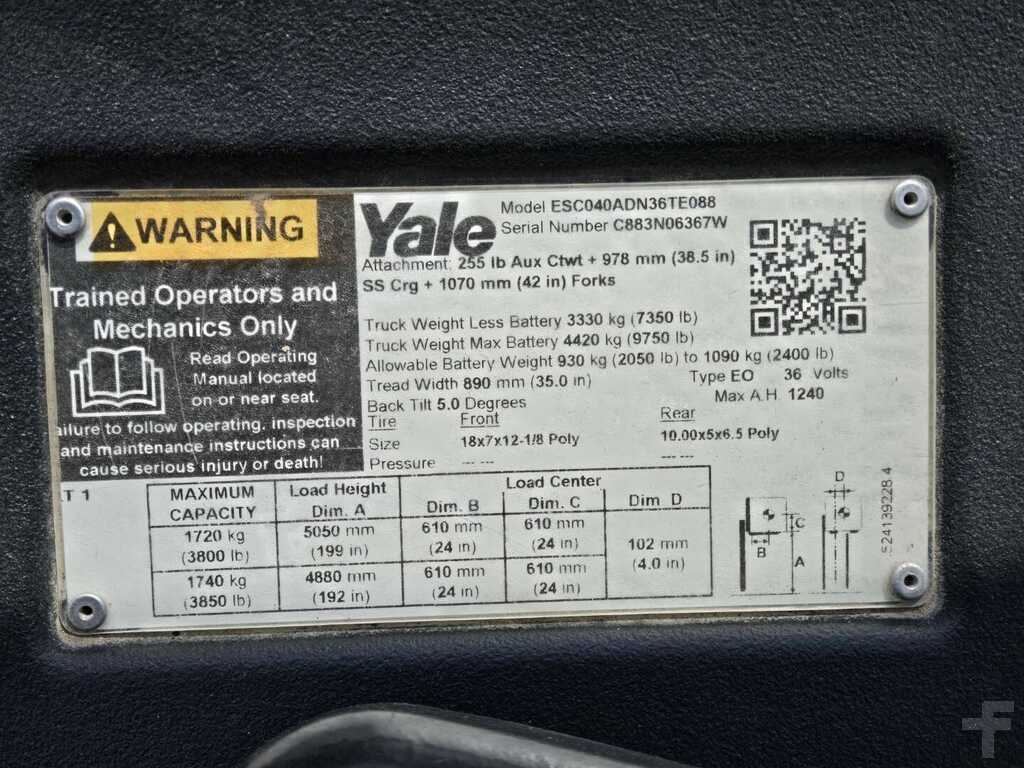 WARNING
Trained Operators and
Mechanics Only
Read Operating
Manual located
on or near seat.
ailure to follow operating, inspection
and maintenance instructions can
cause serious injury or death!
Yale
Model ESC040ADN36TE088
Serial Number C883N06367W
Attachment: 255 lb Aux Ctwt + 978 mm (38.5 in)
SS Crg + 1070 mm (42 in) Forks
Truck Weight Less Battery 3330 kg (7350 lb)
Truck Weight Max Battery 4420 kg (9750 lb)
Allowable Battery Weight 930 kg (2050 lb) to 1090 kg (2400 lb)
Tread Width 890 mm (35.0 in) Type EO 36 Volts
Back Tilt 5.0 Degrees Max A.H. 1240
Tire Front Rear
Size 18x7x12-1/8 Poly 10.00x5x6.5 Poly
Pressure --- --- --- ---
T 1
MAXIMUM CAPACITY Load Height Dim. A Load Center
Dim. B Dim. C Dim. D
1720 kg 5050 mm 610 mm 610 mm
(3800 lb) (199 in) (24 in) (24 in)
102 mm
(4.0 in)
1740 kg 4880 mm 610 mm 610 mm
(3850 lb) (192 in) (24 in) (24 in)
D
C
B
A
524139228.4